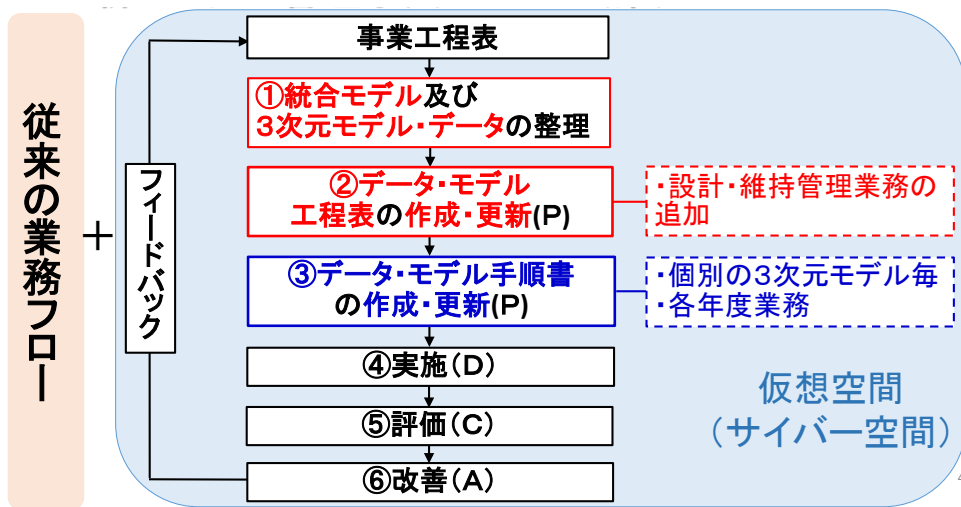 従来の業務フロー
+
フィードバック
事業工程表
①統合モデル及び
３次元モデル・データの整理
②データ・モデル
工程表の作成・更新(P)
・設計・維持管理業務の
追加
③データ・モデル手順書
の作成・更新(P)
・個別の３次元モデル毎
・各年度業務
④実施（D）
⑤評価（C）
⑥改善（A）
仮想空間
（サイバー空間）